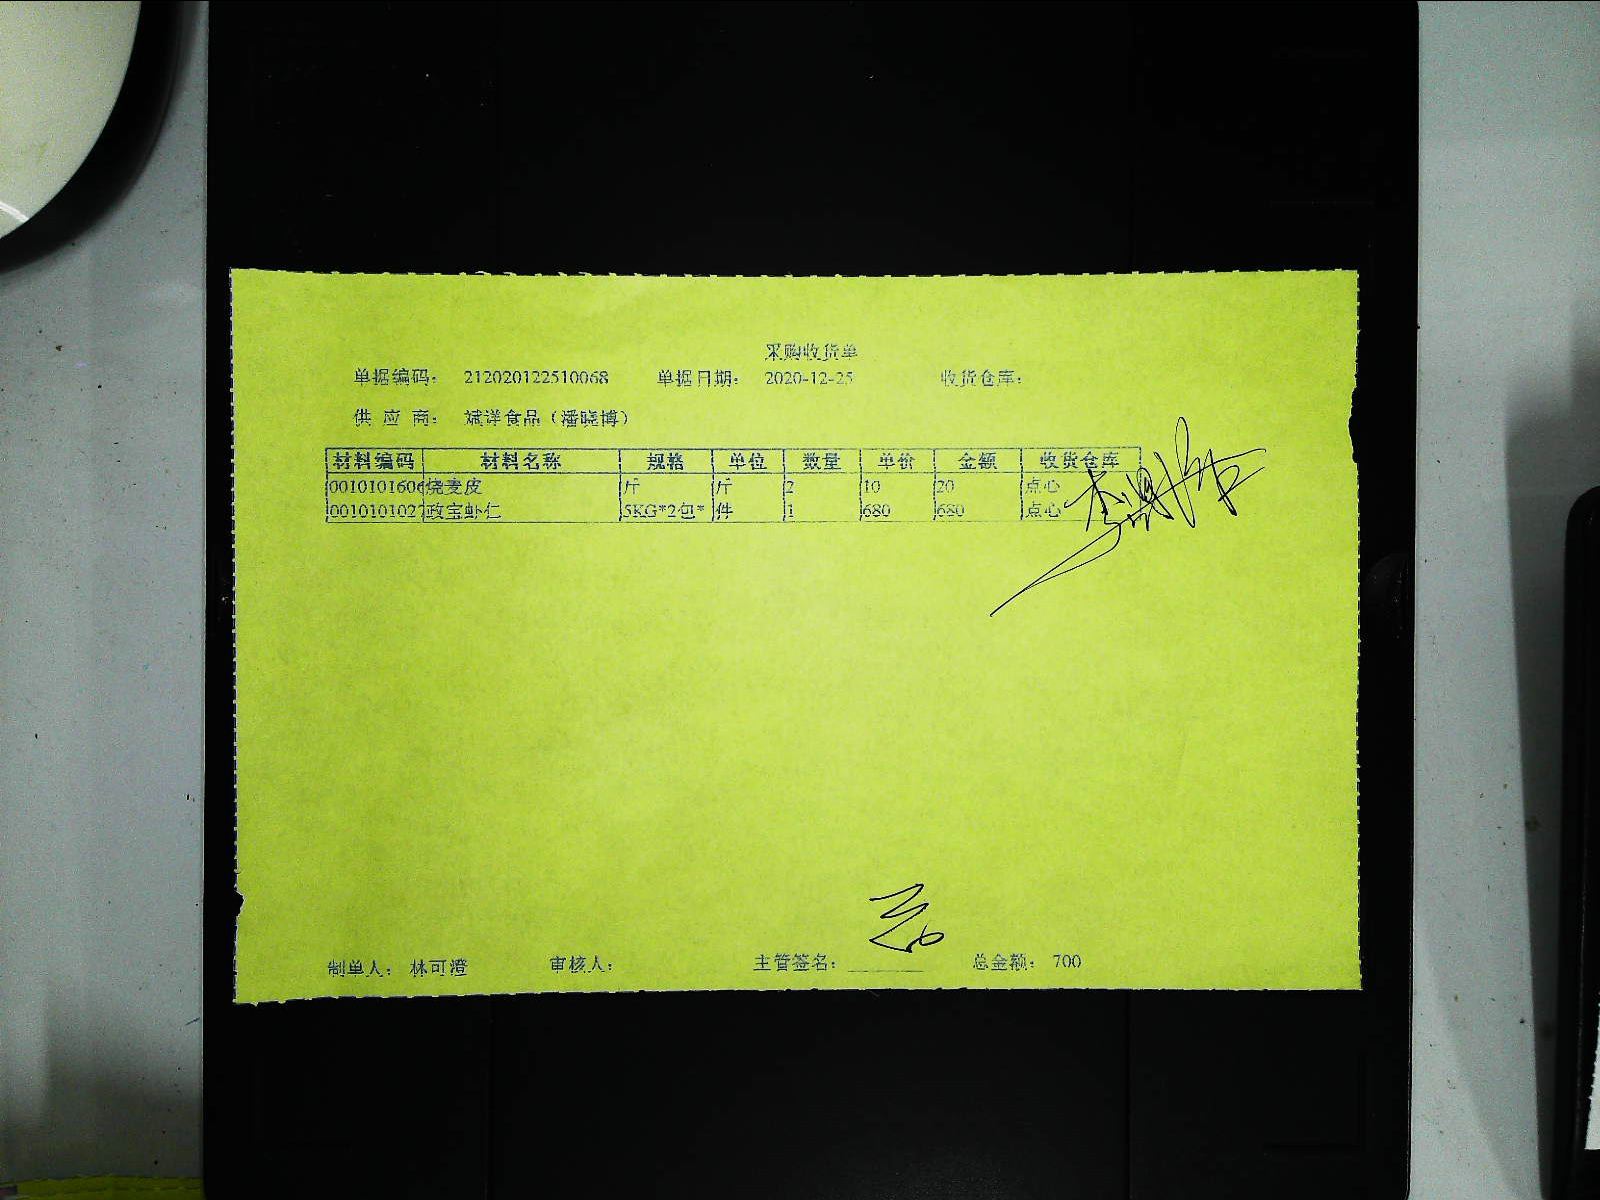 采购收货单
单据编码: 212020122510068 单据日期: 2020-12-25 收货仓库:
供 应 商: 斌洋食品（潘晓博）
材料编码 材料名称 规格 单位 数量 单价 金额 收货仓库
0010101606 烧麦皮 斤 斤 2 10 20 点心
0010101027 政宝虾仁 5KG*2包* 件 1 680 680 点心
制单人: 林可澄 审核人: 主管签名: 总金额: 700